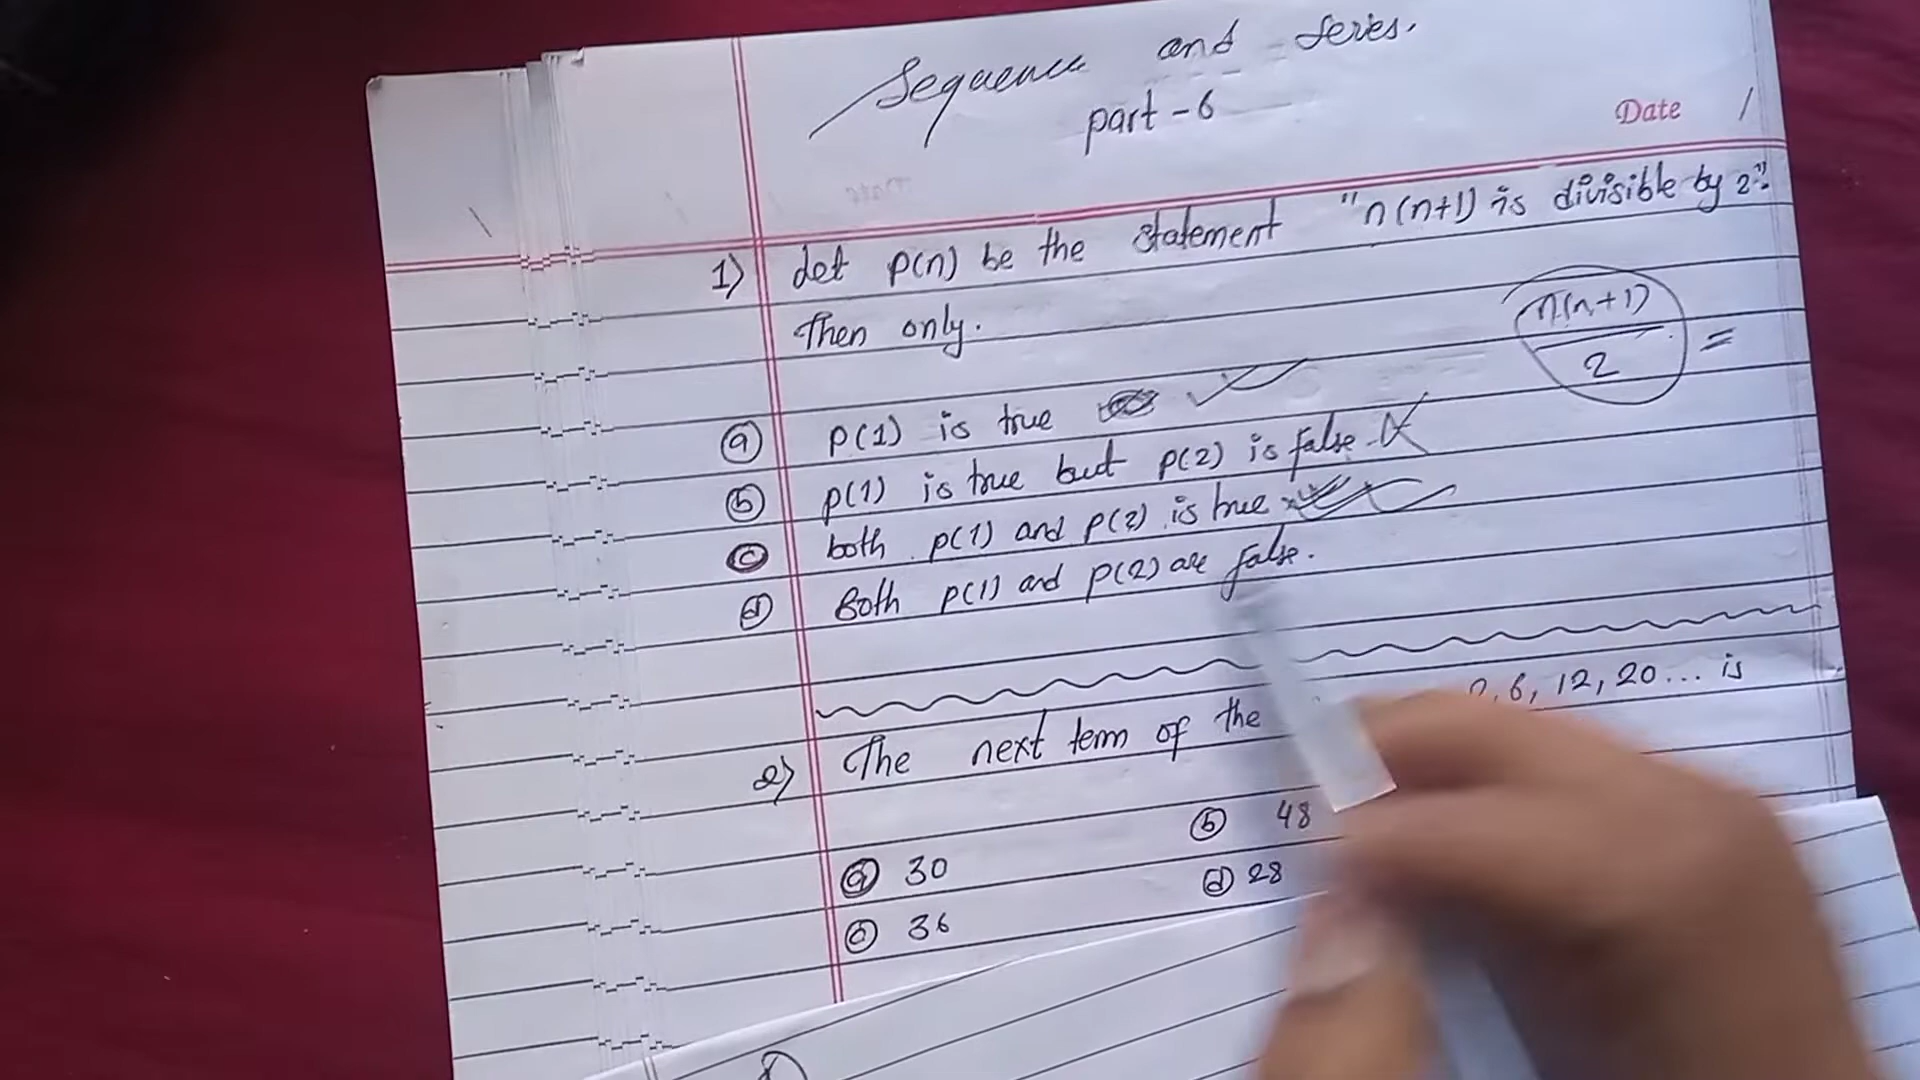 Sequence and Series.
part - 6
Date /
1) Let p(n) be the statement "n(n+1) is divisible by 2".
Then only.
n(n+1)
2 =
(a) p(1) is true
(b) p(1) is true but p(2) is false.
(c) both p(1) and p(2) is true
(d) Both p(1) and p(2) are false.
2) The next term of the 2, 6, 12, 20... is
(a) 30 (b) 48
(c) 36 (d) 28